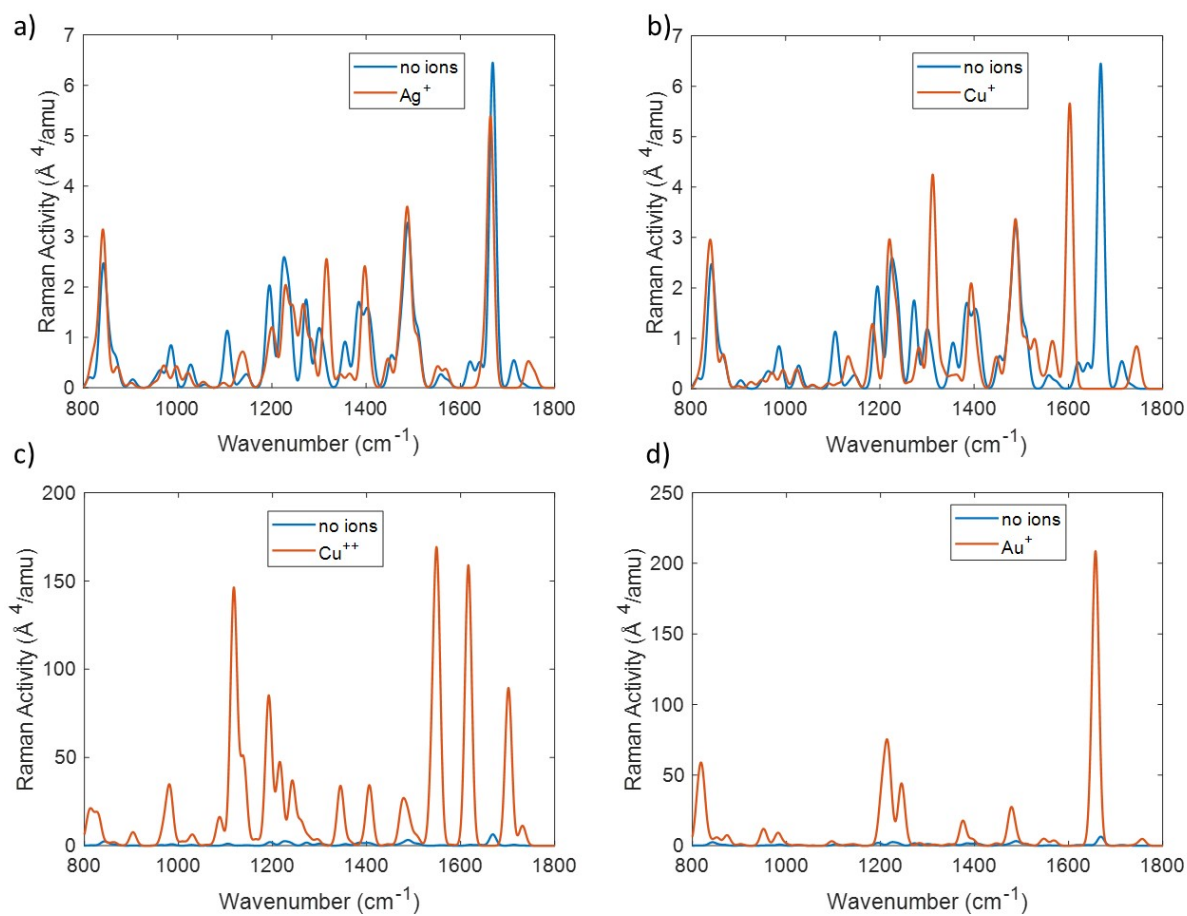 a)
7
6
5
4
3
2
1
0
800 1000 1200 1400 1600 1800
Wavenumber (cm⁻¹)
Raman Activity (Å ⁴/amu)
no ions
Ag⁺
b)
7
6
5
4
3
2
1
0
800 1000 1200 1400 1600 1800
Wavenumber (cm⁻¹)
Raman Activity (Å ⁴/amu)
no ions
Cu⁺
c)
200
150
100
50
0
800 1000 1200 1400 1600 1800
Wavenumber (cm⁻¹)
Raman Activity (Å ⁴/amu)
no ions
Cu⁺⁺
d)
250
200
150
100
50
0
800 1000 1200 1400 1600 1800
Wavenumber (cm⁻¹)
Raman Activity (Å ⁴/amu)
no ions
Au⁺